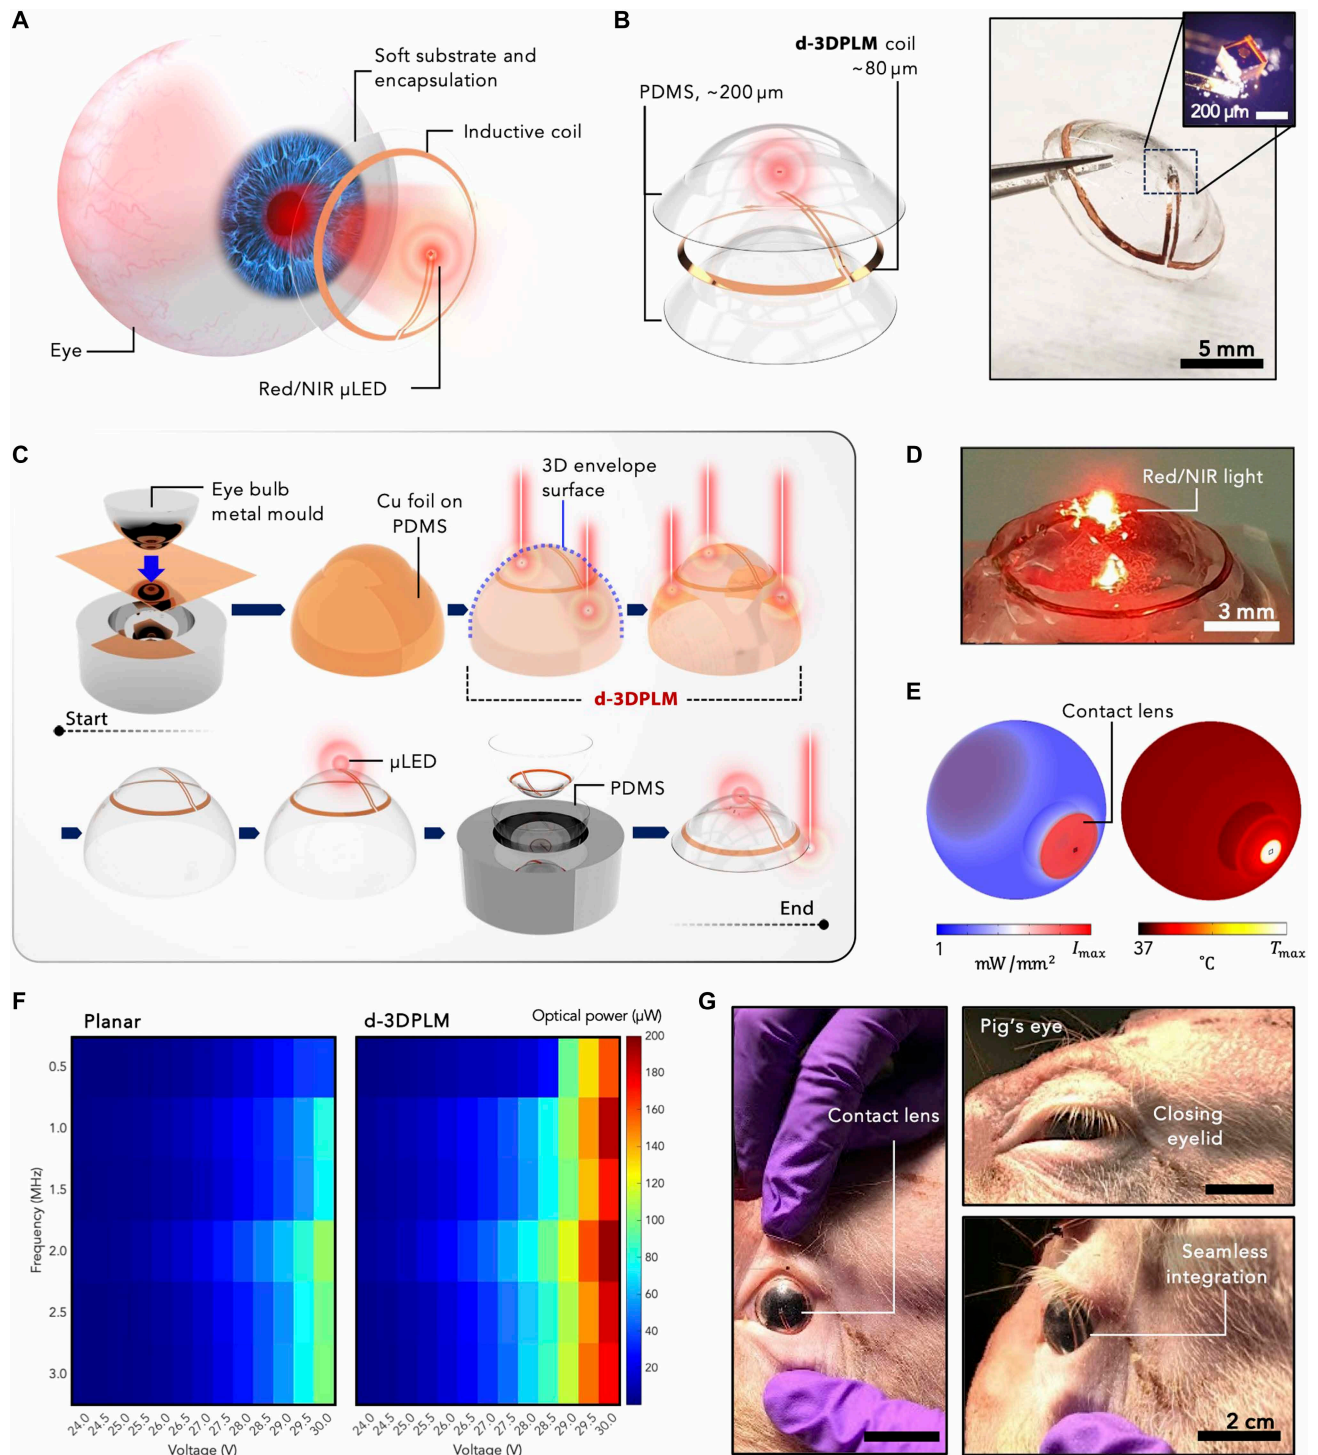 A
Soft substrate and
encapsulation
Inductive coil
Eye
Red/NIR µLED
B
d-3DPLM coil
~80 µm
PDMS, ~200 µm
200 µm
5 mm
C
Eye bulb
metal mould
Cu foil on
PDMS
3D envelope
surface
d-3DPLM
Start
µLED
PDMS
End
D
Red/NIR light
3 mm
E
Contact lens
1
mW/mm²
Imax
37
°C
Tmax
F
Planar
d-3DPLM
Optical power (µW)
Frequency (MHz)
0.5
1.0
1.5
2.0
2.5
3.0
200
180
160
140
120
100
80
60
40
20
24.0 24.5 25.0 25.5 26.0 26.5 27.0 27.5 28.0 28.5 29.0 29.5 30.0
Voltage (V)
24.0 24.5 25.0 25.5 26.0 26.5 27.0 27.5 28.0 28.5 29.0 29.5 30.0
Voltage (V)
G
Contact lens
Pig's eye
Closing
eyelid
Seamless
integration
2 cm